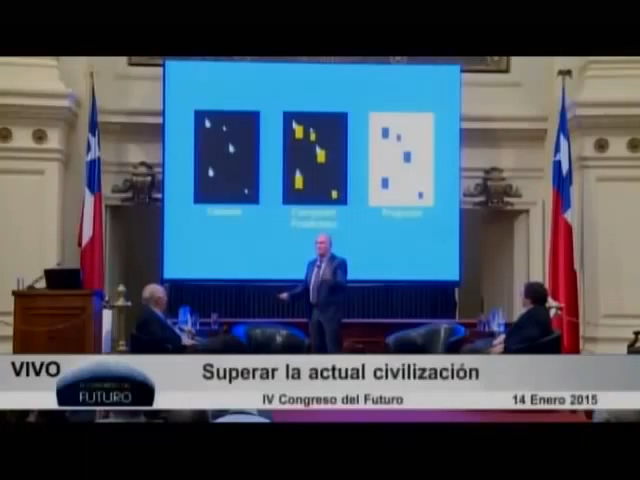 VIVO
FUTURO
Superar la actual civilización
IV Congreso del Futuro
14 Enero 2015